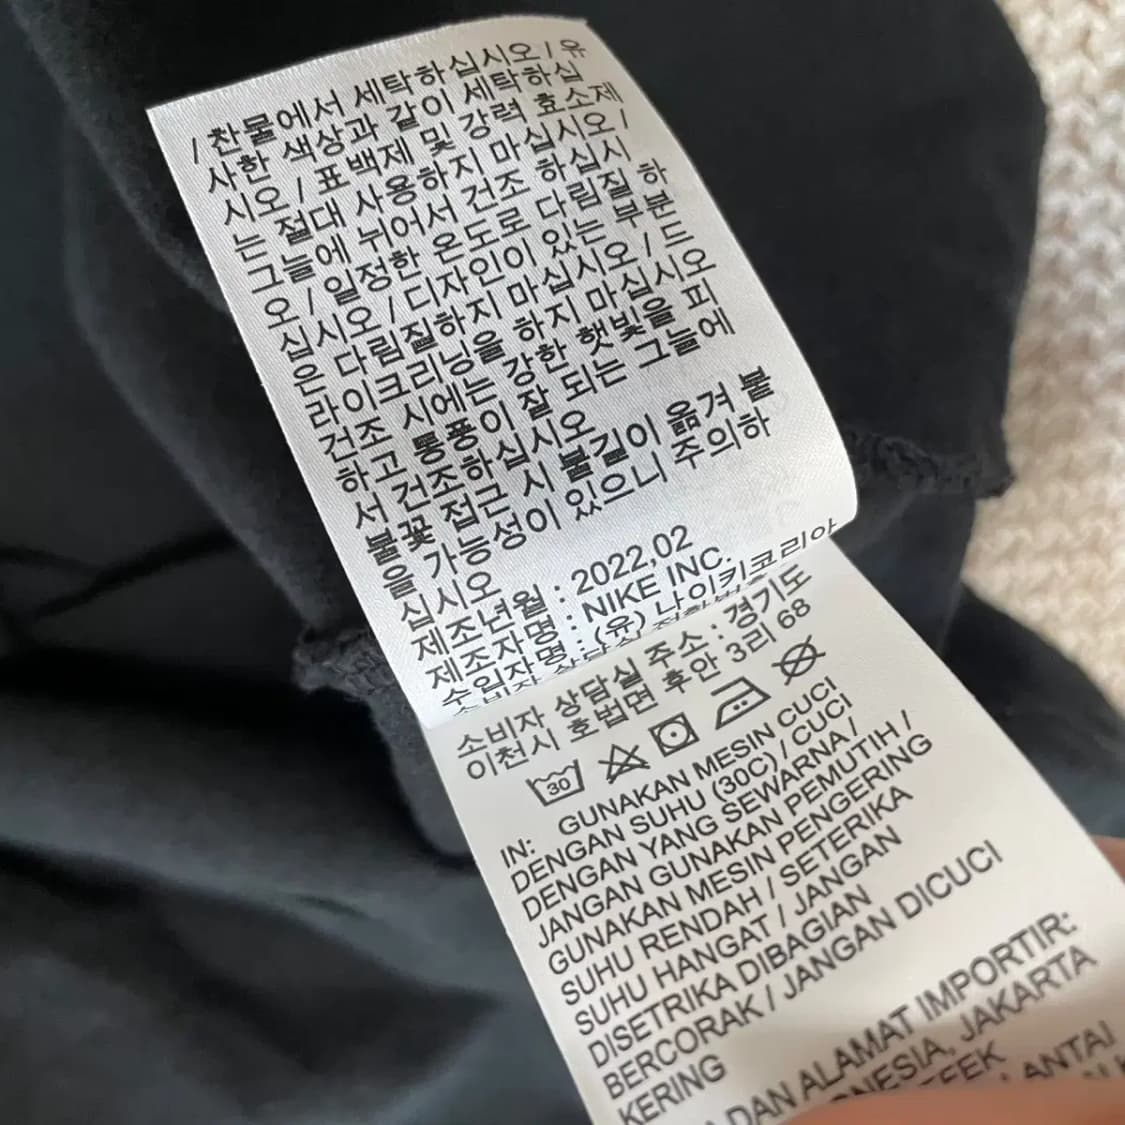 / 찬물에서 세탁하십시오 / 유
사한 색상과 같이 세탁하십
시오 / 표백제 및 강력 효소제
는 절대 사용하지 마십시오 /
그늘에 뉘어서 건조 하십시
오 / 일정한 온도로 다림질 하
십시오 / 디자인이 있는 부분
은 다림질하지 마십시오 / 드
라이크리닝을 하지 마십시오
건조 시에는 강한 햇빛을 피
하고 통풍이 잘 되는 그늘에
서 건조하십시오
불꽃 접근 시 불길이 옮겨 붙
을 가능성이 있으니 주의하
십시오
제조년월 : 2022,02
제조자명 : NIKE INC.
수입자명 : (유) 나이키코리아
소비자 상담실
소비자 상담실 주소 : 경기도
이천시 호법면 후안 3리 68
30
IN: GUNAKAN MESIN CUCI
DENGAN SUHU (30C) / CUCI
DENGAN YANG SEWARNA /
JANGAN GUNAKAN PEMUTIH /
GUNAKAN MESIN PENGERING
SUHU RENDAH / SETERIKA
SUHU HANGAT / JANGAN
DISETRIKA DIBAGIAN
BERCORAK / JANGAN DICUCI
KERING
DAN ALAMAT IMPORTIR:
JAKARTA